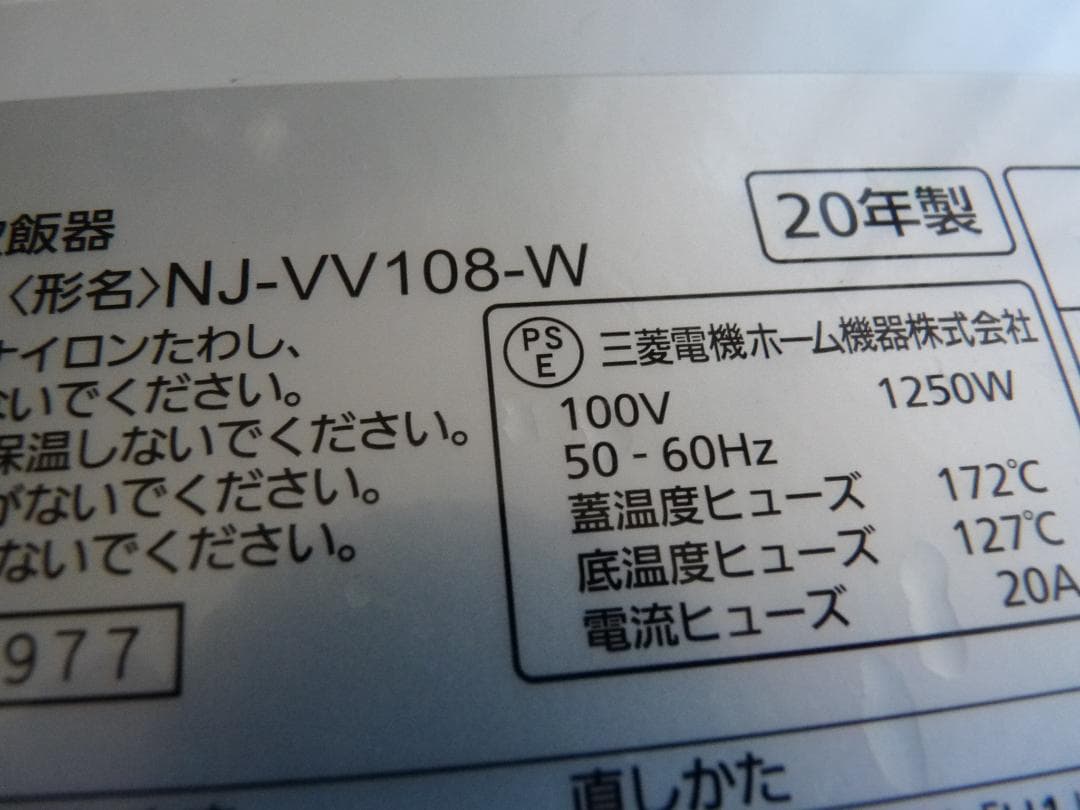 飯器
20年製
〈形名〉NJ-VV108-W
ナイロンたわし、
ないでください。
保温しないでください。
がないでください。
ないでください。
977
PS
E
三菱電機ホーム機器株式会社
100V 1250W
50-60Hz
蓋温度ヒューズ 172℃
底温度ヒューズ 127℃
電流ヒューズ 20A
直しかた